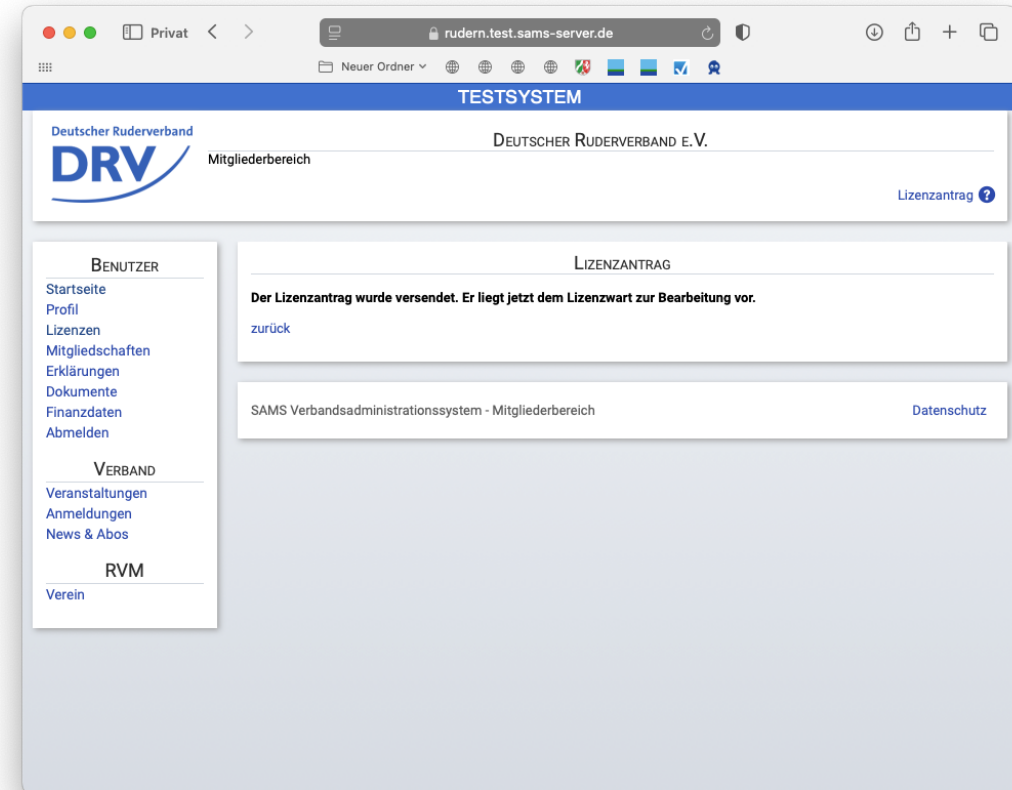 Privat
rudern.test.sams-server.de
Neuer Ordner
TESTSYSTEM
Deutscher Ruderverband
DRV
DEUTSCHER RUDERVERBAND E.V.
Mitgliederbereich
Lizenzantrag ?
BENUTZER
Startseite
Profil
Lizenzen
Mitgliedschaften
Erklärungen
Dokumente
Finanzdaten
Abmelden
VERBAND
Veranstaltungen
Anmeldungen
News & Abos
RVM
Verein
LIZENZANTRAG
Der Lizenzantrag wurde versendet. Er liegt jetzt dem Lizenzwart zur Bearbeitung vor.
zurück
SAMS Verbandsadministrationssystem - Mitgliederbereich
Datenschutz